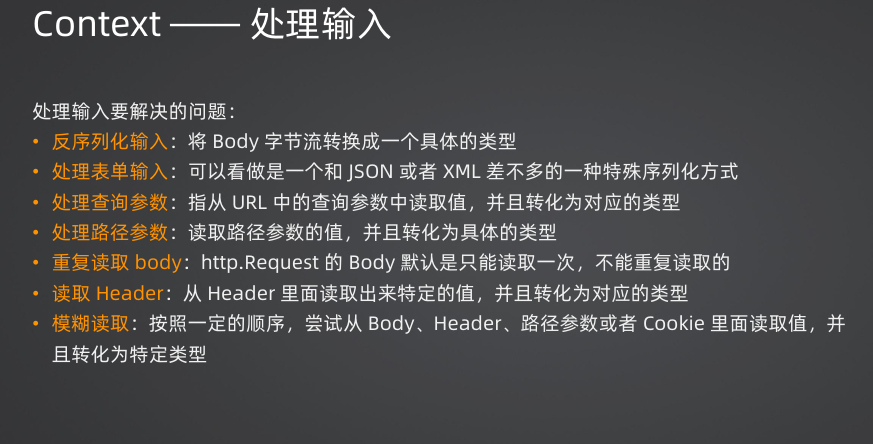 Context —— 处理输入
处理输入要解决的问题：
• 反序列化输入：将 Body 字节流转换成一个具体的类型
• 处理表单输入：可以看做是一个和 JSON 或者 XML 差不多的一种特殊序列化方式
• 处理查询参数：指从 URL 中的查询参数中读取值，并且转化为对应的类型
• 处理路径参数：读取路径参数的值，并且转化为具体的类型
• 重复读取 body：http.Request 的 Body 默认是只能读取一次，不能重复读取的
• 读取 Header：从 Header 里面读取出来特定的值，并且转化为对应的类型
• 模糊读取：按照一定的顺序，尝试从 Body、Header、路径参数或者 Cookie 里面读取值，并
且转化为特定类型